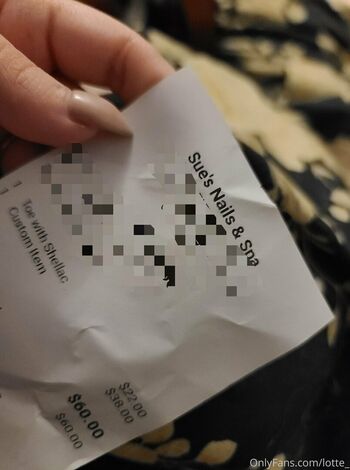 Sue's Nails & Spa
Toe with Shellac
Custom Item
$22.00
$38.00
$60.00
$60.00
OnlyFans.com/lotte